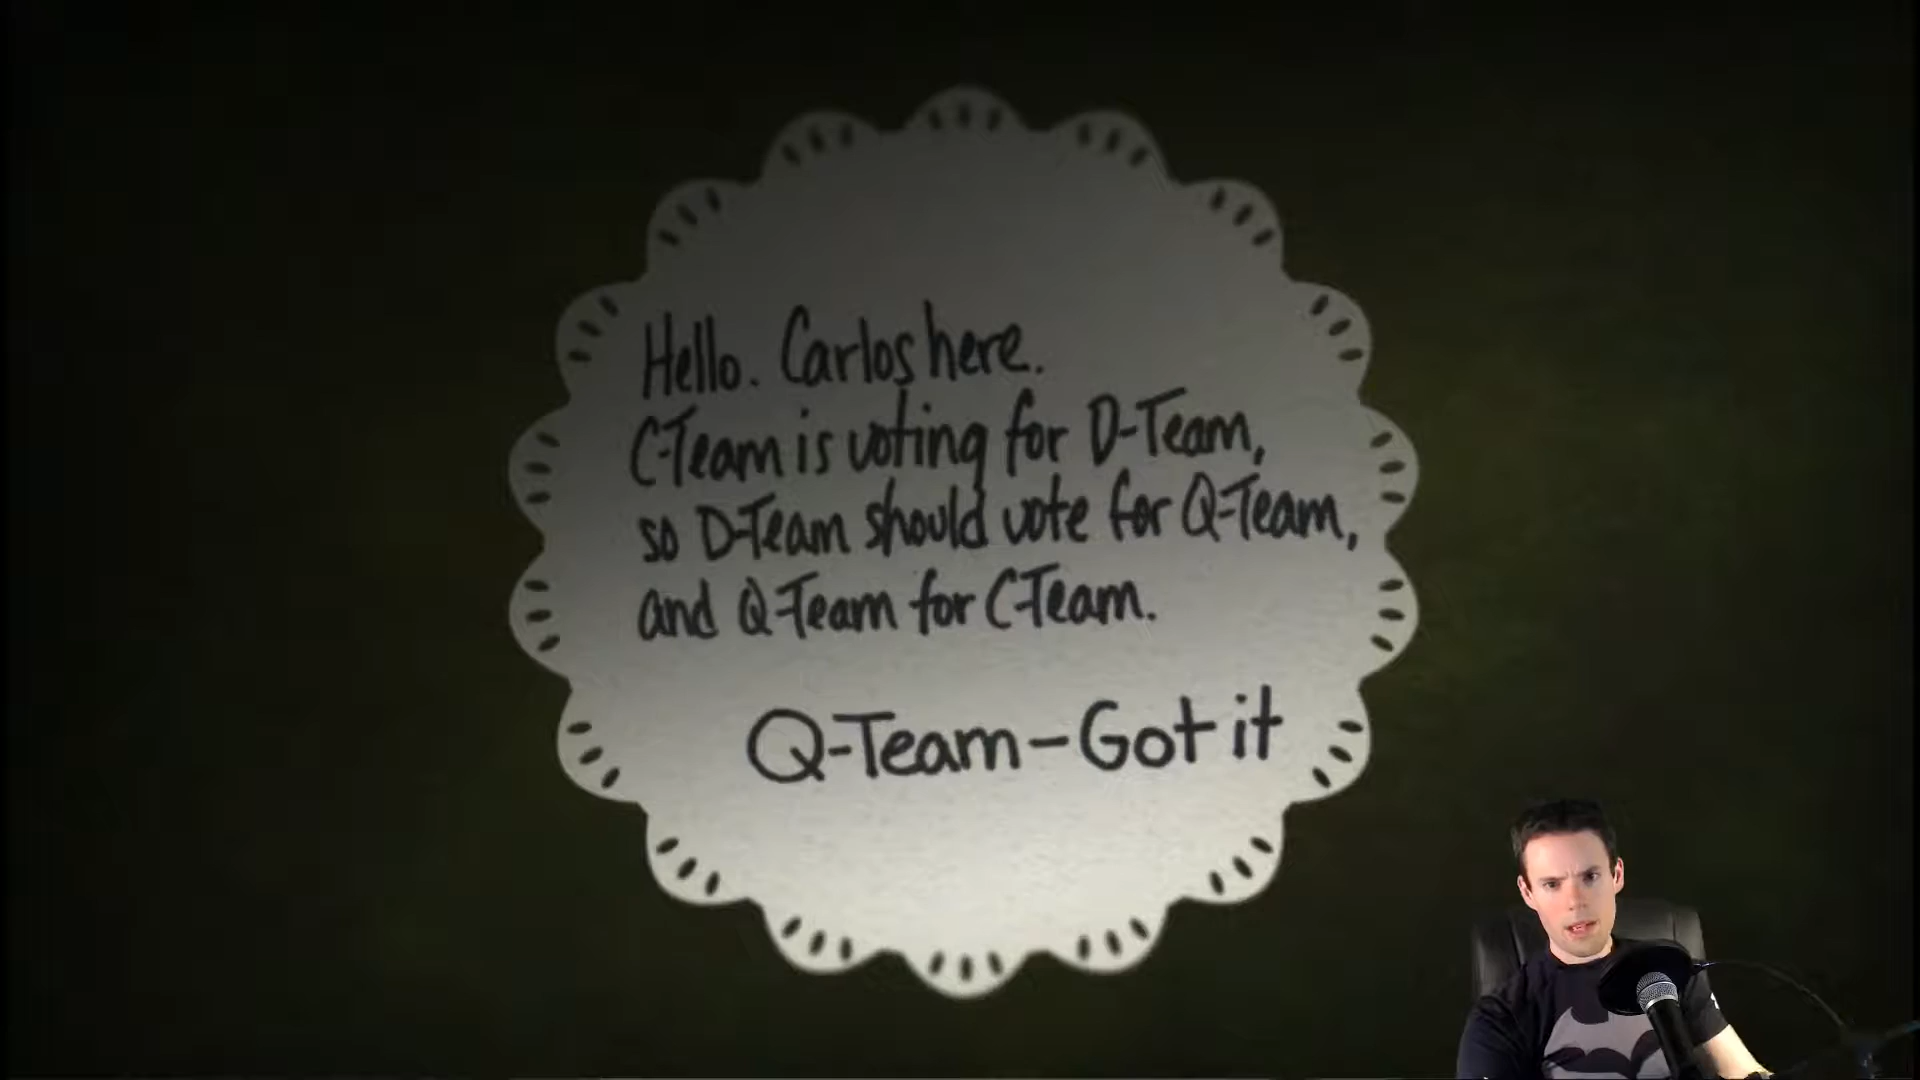 Hello. Carlos here.
C-Team is voting for D-Team,
so D-Team should vote for Q-Team,
and Q-Team for C-Team.
Q-Team-Got it